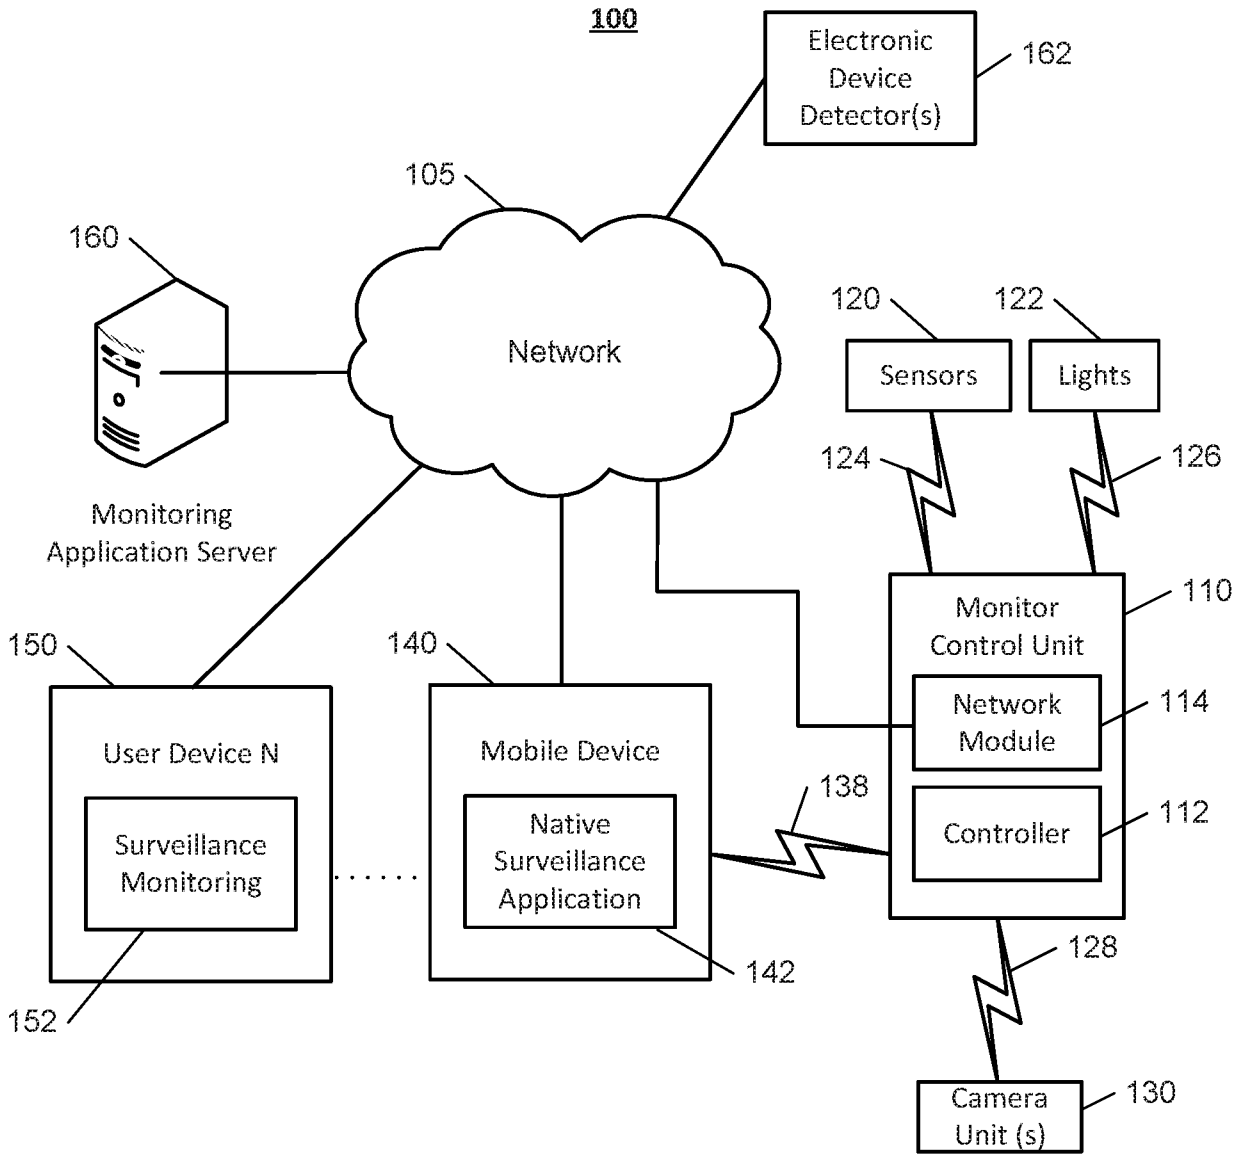 100
Electronic
Device
Detector(s)
162
105
160
Network
120
122
Sensors
Lights
124
126
Monitoring
Application Server
110
Monitor
Control Unit
150
140
Network
Module
114
User Device N
Mobile Device
138
112
Controller
Surveillance
Monitoring
......
Native
Surveillance
Application
128
142
152
Camera
Unit (s)
130